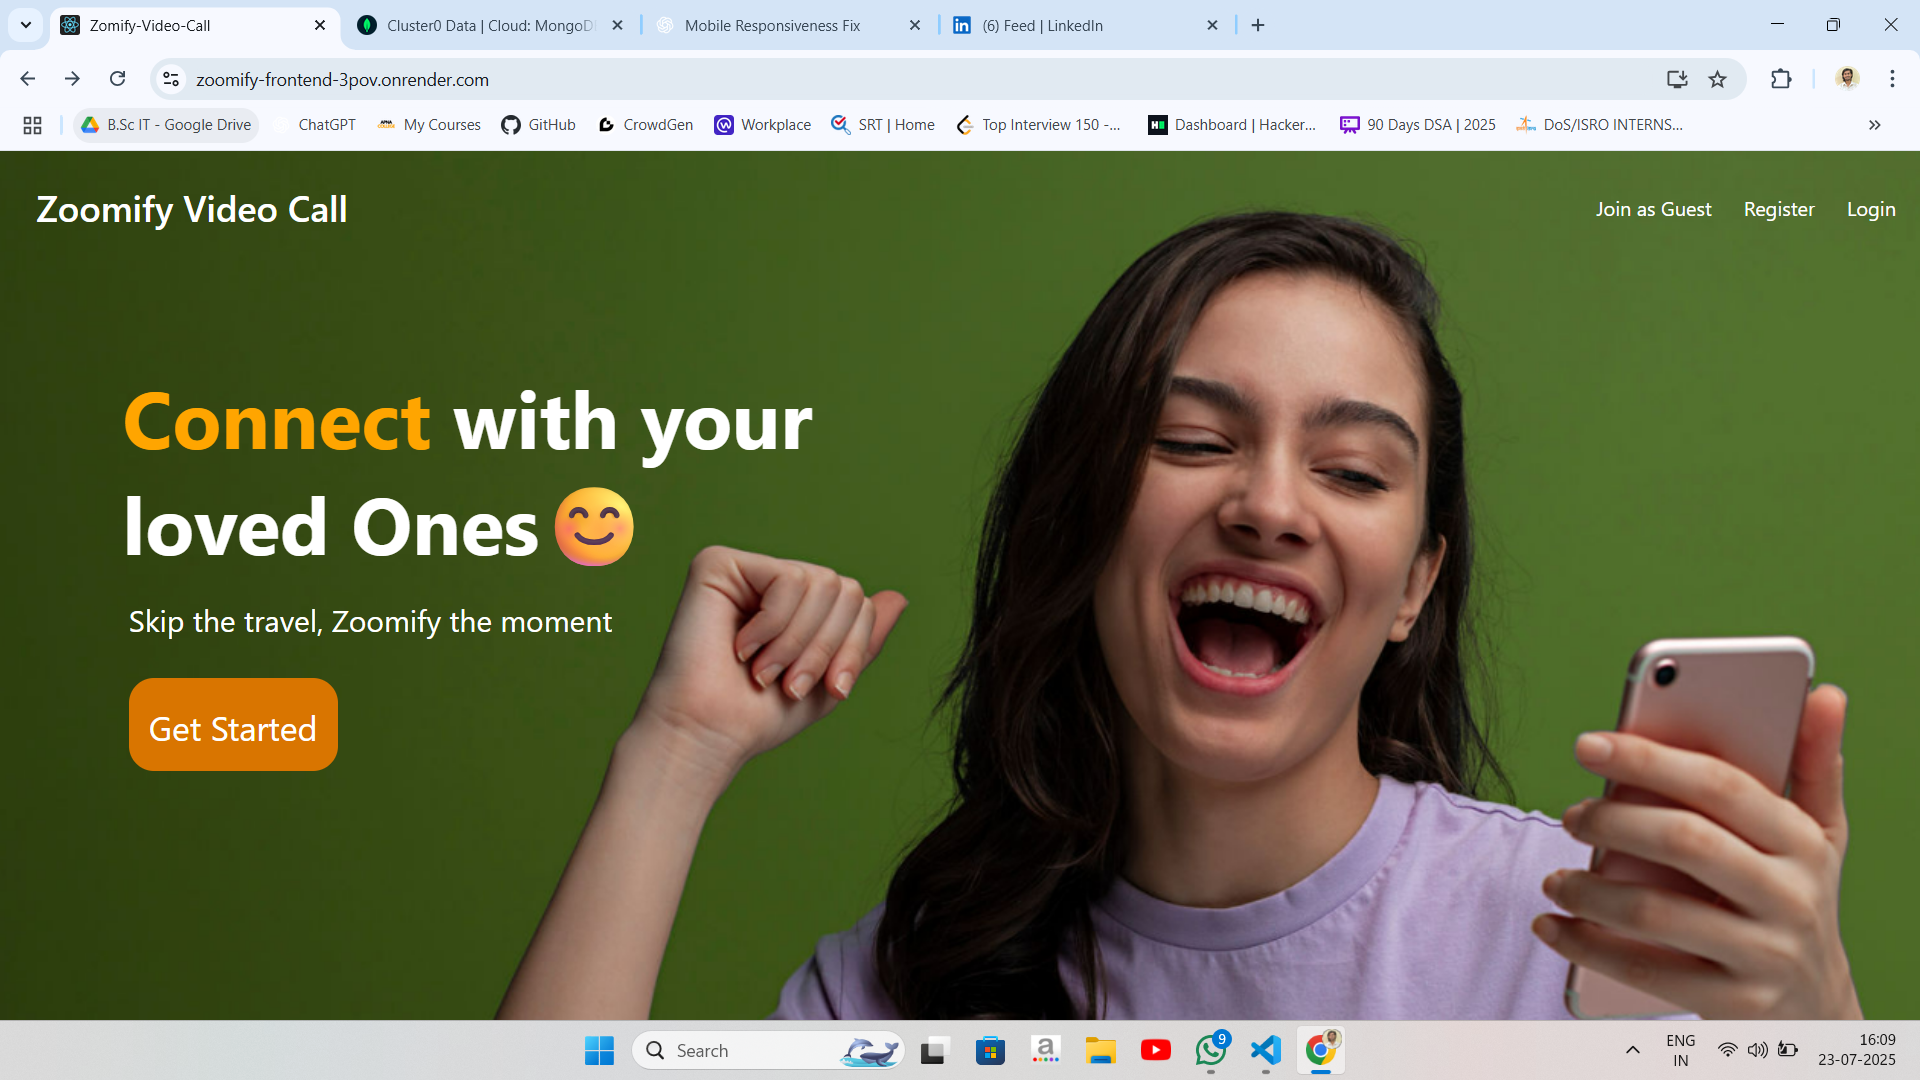 Zomify-Video-Call
Cluster0 Data | Cloud: MongoD
Mobile Responsiveness Fix
(6) Feed | LinkedIn
zoomify-frontend-3pov.onrender.com
B.Sc IT - Google Drive
ChatGPT
My Courses
GitHub
CrowdGen
Workplace
SRT | Home
Top Interview 150 -...
Dashboard | Hacker...
90 Days DSA | 2025
DoS/ISRO INTERNS...
Zoomify Video Call
Join as Guest
Register
Login
Connect with your
loved Ones 😊
Skip the travel, Zoomify the moment
Get Started
Search
9
ENG
IN
16:09
23-07-2025